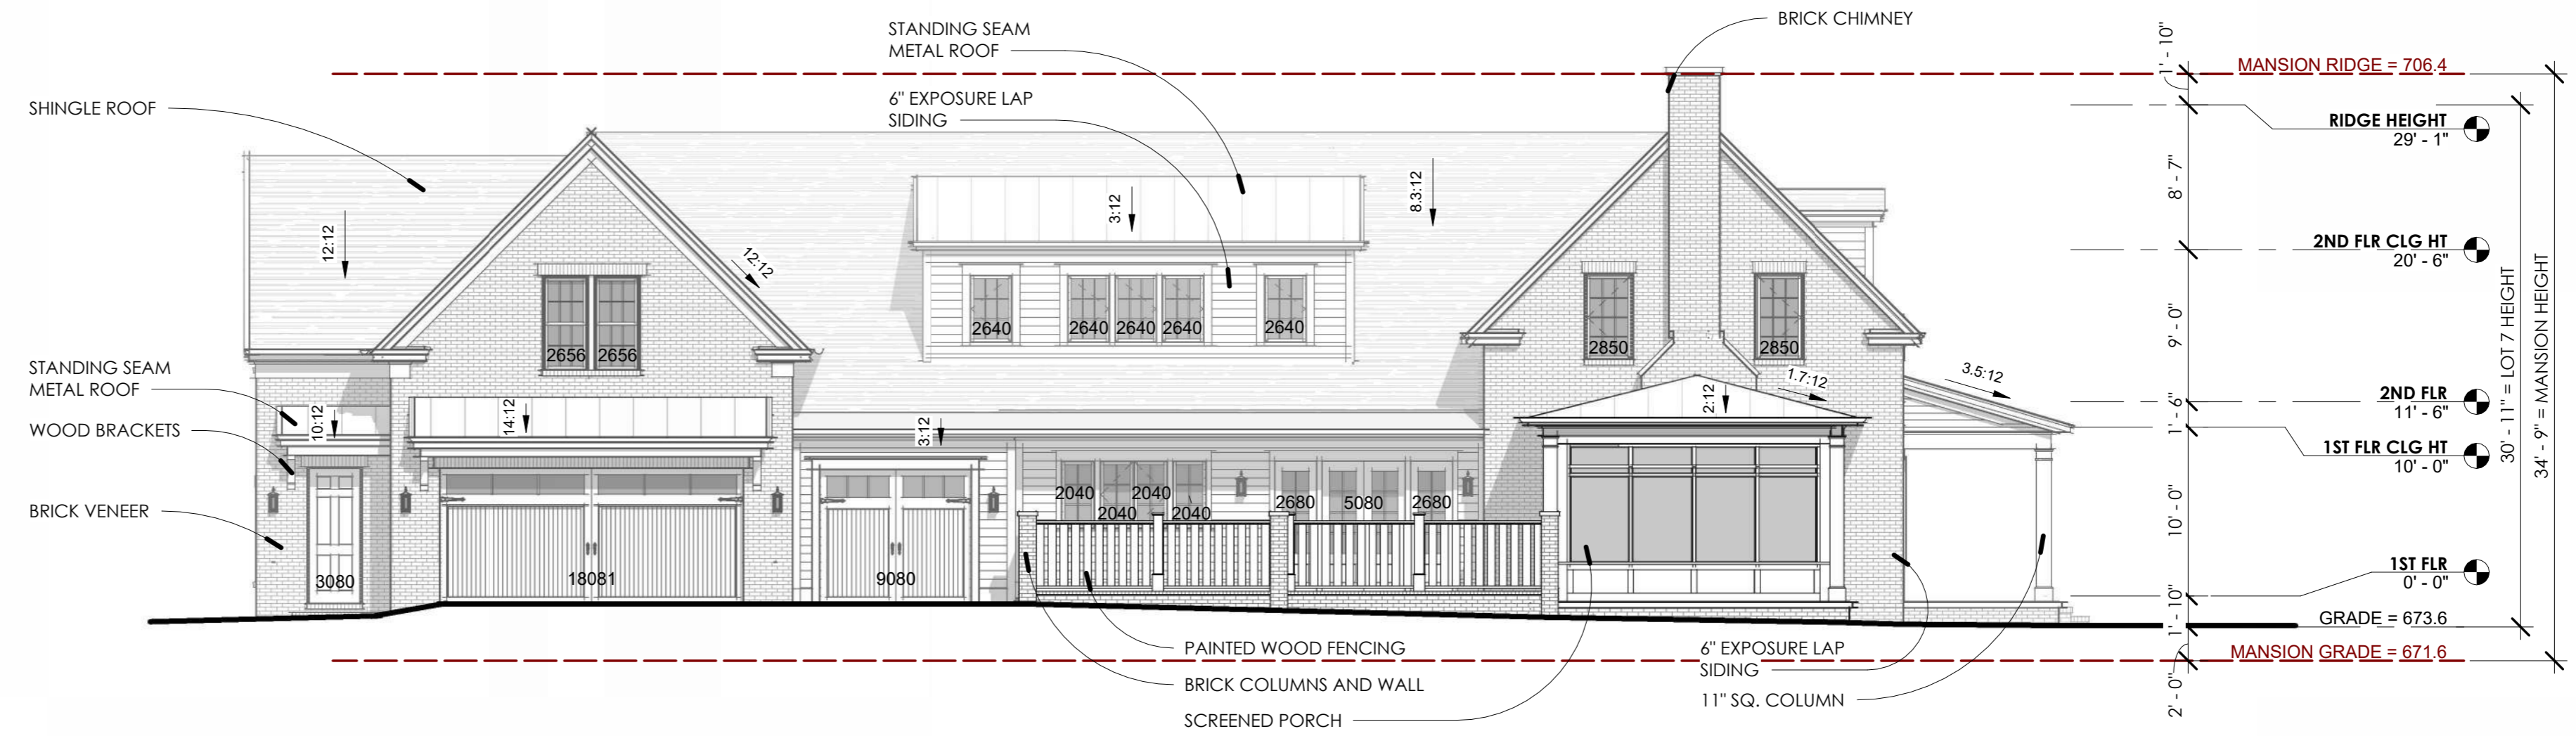 STANDING SEAM
METAL ROOF
BRICK CHIMNEY
SHINGLE ROOF
6" EXPOSURE LAP
SIDING
12:12
12:12
3:12
8.3:12
2640
2640
2640
2640
2640
2656
2656
2850
2850
STANDING SEAM
METAL ROOF
WOOD BRACKETS
BRICK VENEER
10:12
14:12
3:12
2:12
1.7:12
3.5:12
2040
2040
2040
2040
2680
5080
2680
3080
18081
9080
PAINTED WOOD FENCING
BRICK COLUMNS AND WALL
SCREENED PORCH
6" EXPOSURE LAP
SIDING
11" SQ. COLUMN
1' - 10"
8' - 7"
9' - 0"
1' - 6"
10' - 0"
1' - 10"
2' - 0"
MANSION RIDGE = 706.4
RIDGE HEIGHT
29' - 1"
2ND FLR CLG HT
20' - 6"
2ND FLR
11' - 6"
1ST FLR CLG HT
10' - 0"
1ST FLR
0' - 0"
GRADE = 673.6
MANSION GRADE = 671.6
30' - 11" = LOT 7 HEIGHT
34' - 9" = MANSION HEIGHT